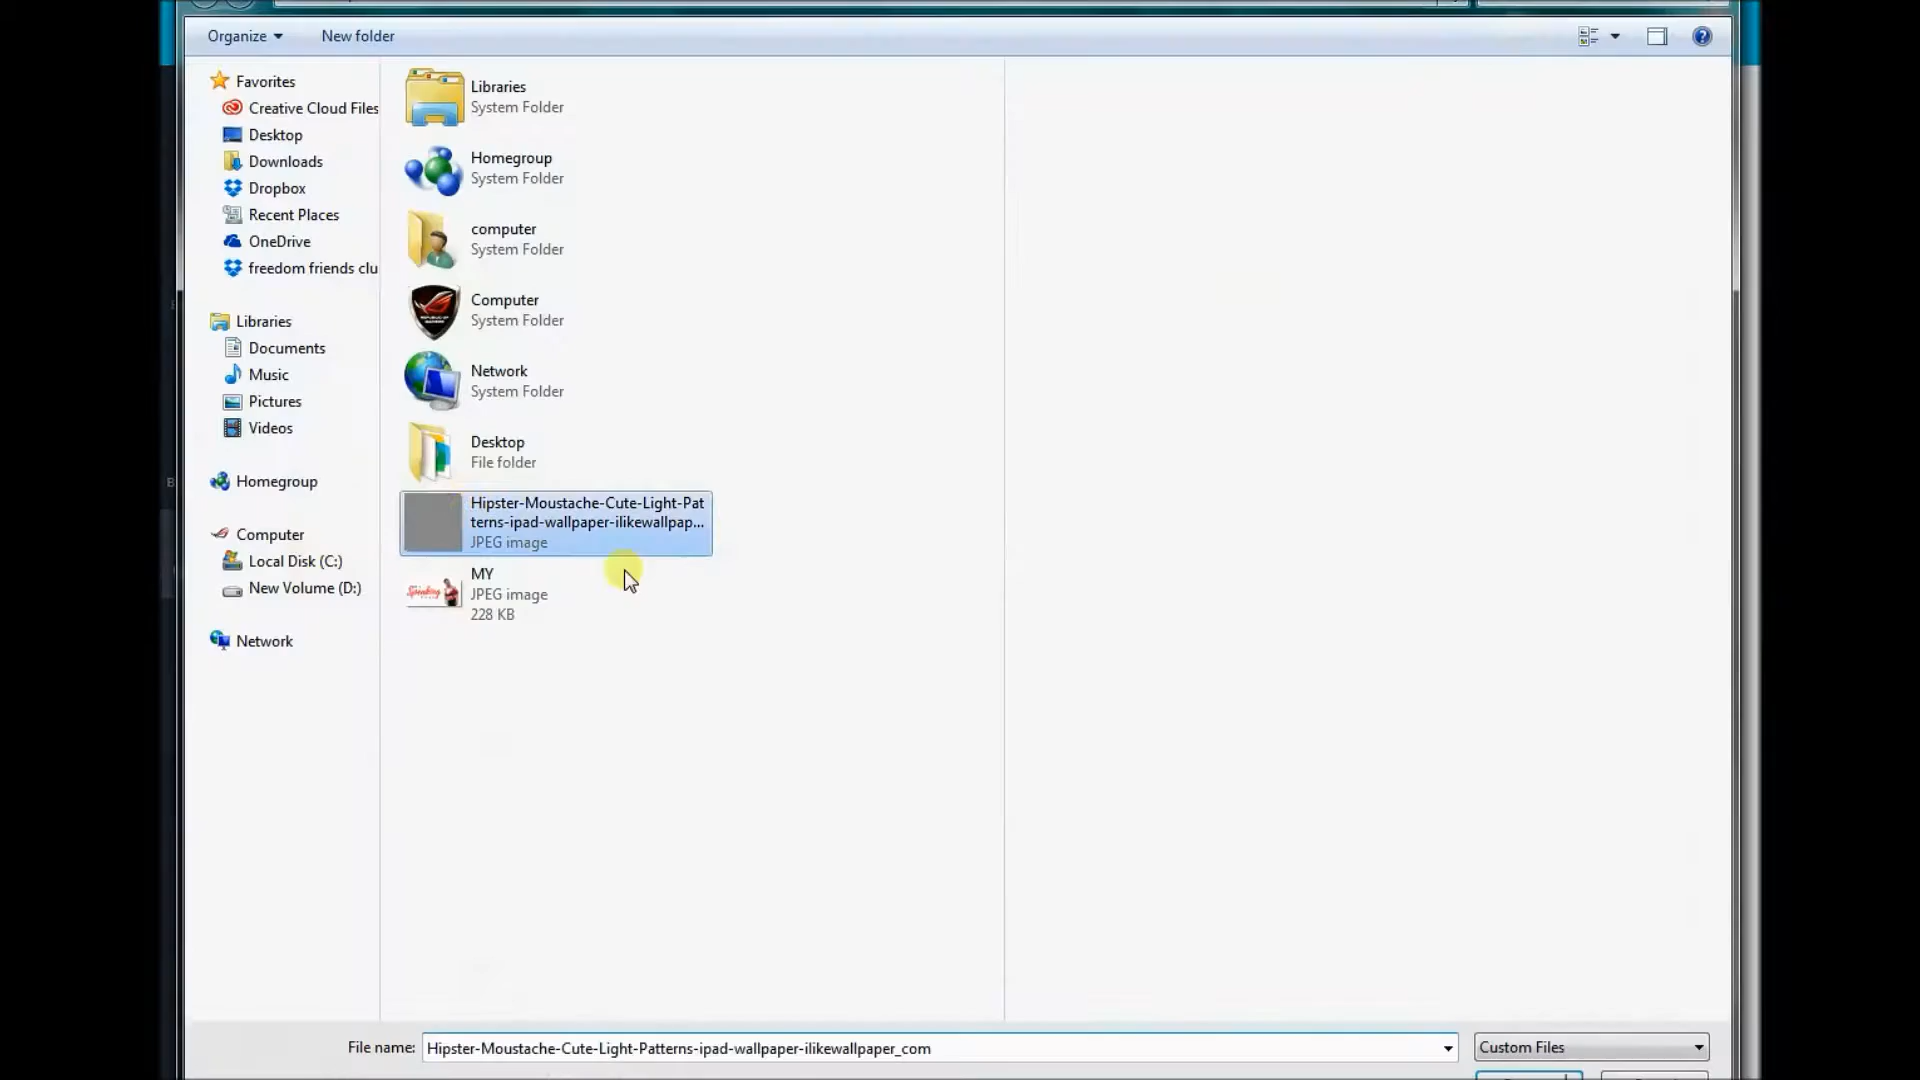 Organize
New folder
Favorites
Creative Cloud Files
Desktop
Downloads
Dropbox
Recent Places
OneDrive
freedom friends clu
Libraries
Documents
Music
Pictures
Videos
Homegroup
Computer
Local Disk (C:)
New Volume (D:)
Network
Libraries
System Folder
Homegroup
System Folder
computer
System Folder
Computer
System Folder
Network
System Folder
Desktop
File folder
Hipster-Moustache-Cute-Light-Pat
terns-ipad-wallpaper-ilikewallpap...
JPEG image
MY
JPEG image
228 KB
Speaking
File name: Hipster-Moustache-Cute-Light-Patterns-ipad-wallpaper-ilikewallpaper_com
Custom Files